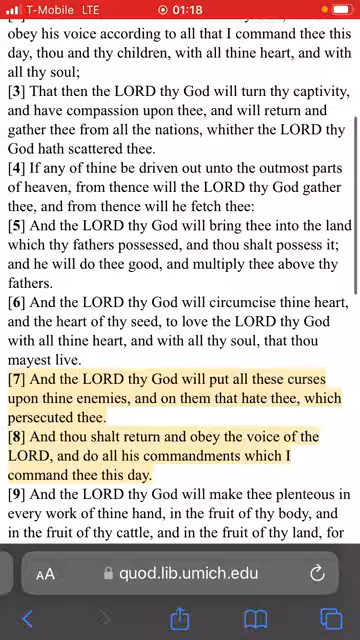 T-Mobile LTE 01:18
obey his voice according to all that I command thee this
day, thou and thy children, with all thine heart, and with
all thy soul;
[3] That then the LORD thy God will turn thy captivity,
and have compassion upon thee, and will return and
gather thee from all the nations, whither the LORD thy
God hath scattered thee.
[4] If any of thine be driven out unto the outmost parts
of heaven, from thence will the LORD thy God gather
thee, and from thence will he fetch thee:
[5] And the LORD thy God will bring thee into the land
which thy fathers possessed, and thou shalt possess it;
and he will do thee good, and multiply thee above thy
fathers.
[6] And the LORD thy God will circumcise thine heart,
and the heart of thy seed, to love the LORD thy God
with all thine heart, and with all thy soul, that thou
mayest live.
[7] And the LORD thy God will put all these curses
upon thine enemies, and on them that hate thee, which
persecuted thee.
[8] And thou shalt return and obey the voice of the
LORD, and do all his commandments which I
command thee this day.
[9] And the LORD thy God will make thee plenteous in
every work of thine hand, in the fruit of thy body, and
in the fruit of thy cattle, and in the fruit of thy land, for
AA quod.lib.umich.edu